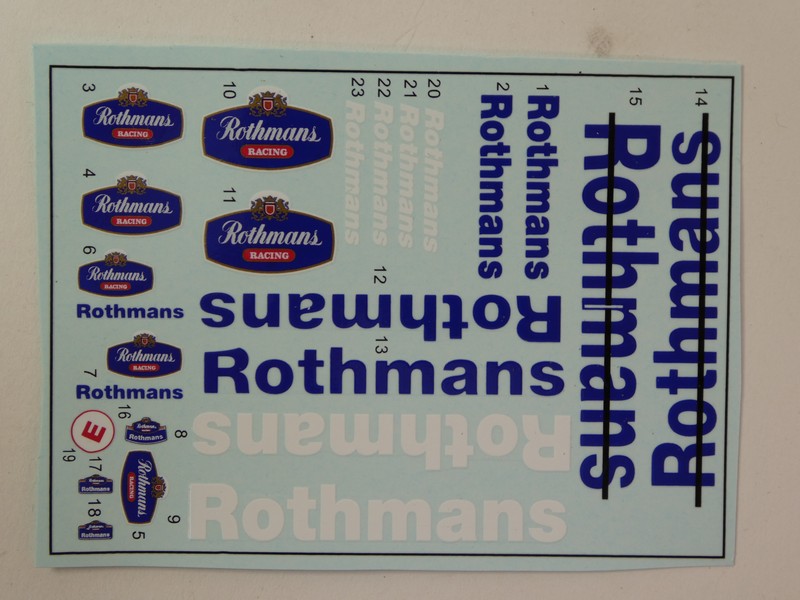 3
Rothmans
RACING
4
Rothmans
RACING
6
Rothmans
RACING
Rothmans
7
Rothmans
RACING
Rothmans
10
Rothmans
RACING
11
Rothmans
RACING
23
Rothmans
22
Rothmans
21
Rothmans
20
Rothmans
2
Rothmans
1
Rothmans
15
Rothmans
14
Rothmans
12
Rothmans
13
Rothmans
Rothmans
Rothmans
16
E
19
17
Rothmans
18
Rothmans
8
Rothmans
5
Rothmans
RACING
9